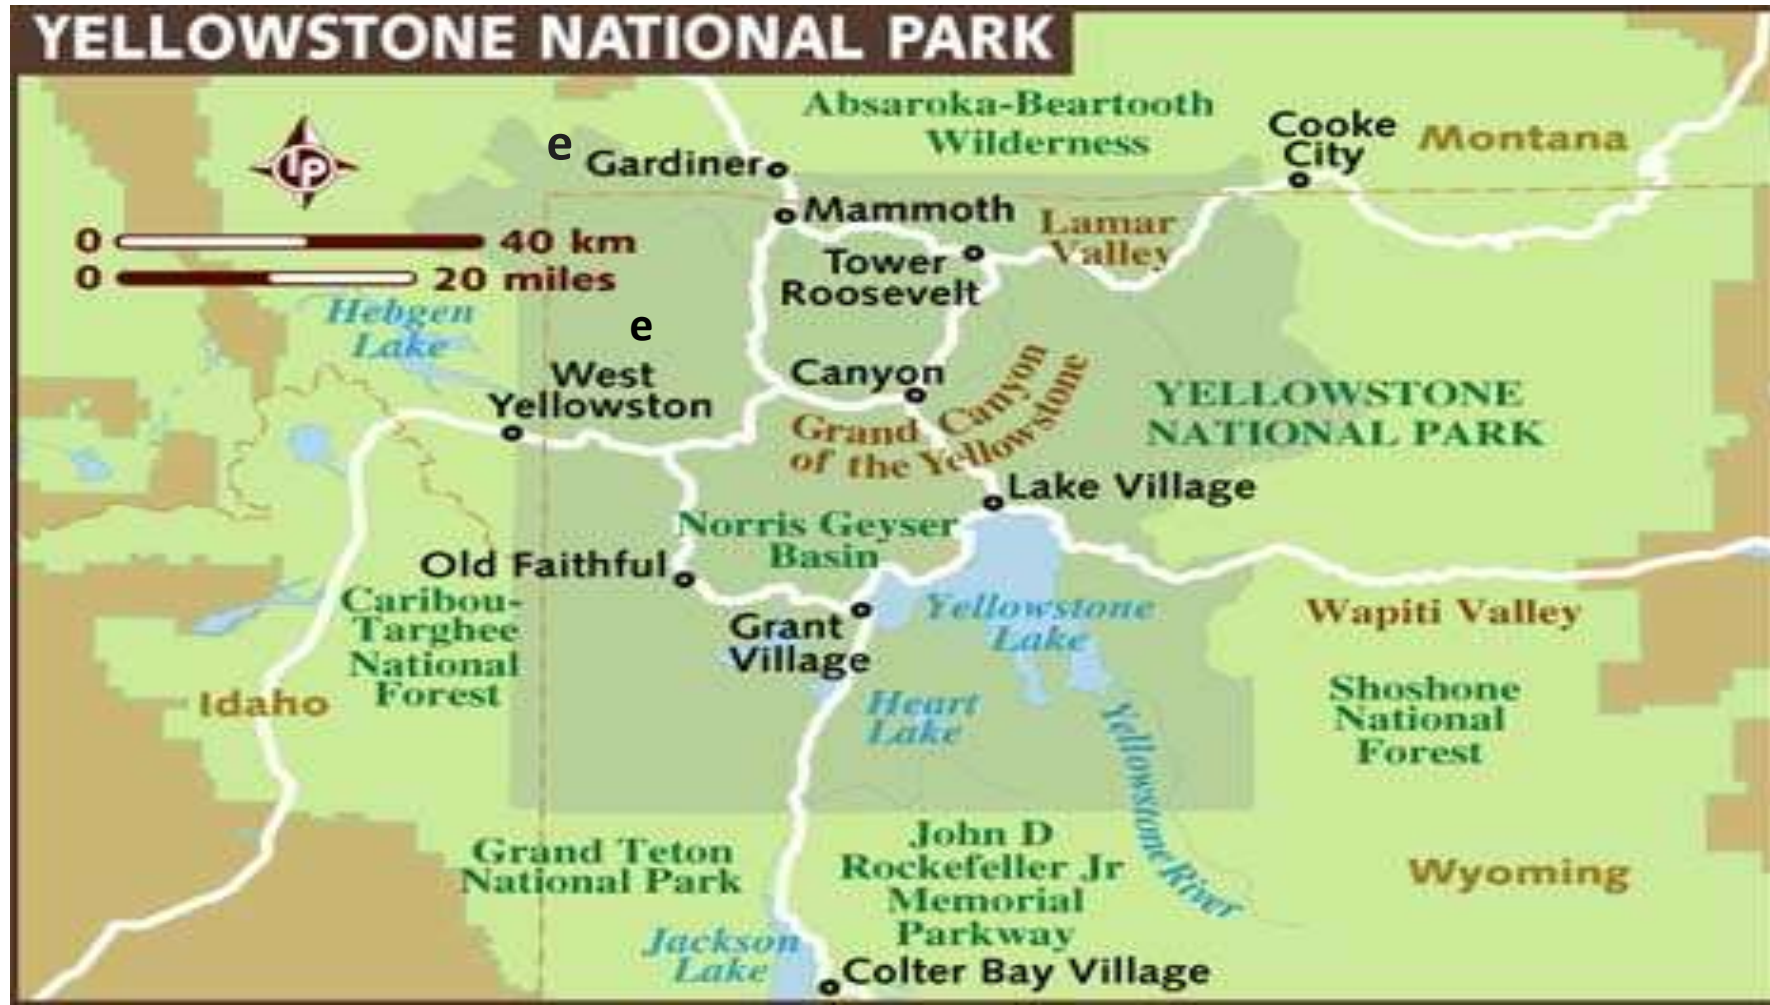 YELLOWSTONE NATIONAL PARK
Absaroka-Beartooth
Wilderness
Cooke
City
Montana
e
Gardiner
LP
Mammoth
Lamar
Valley
0 40 km
0 20 miles
Tower
Roosevelt
Hebgen
Lake
e
West
Yellowston
Canyon
Grand Canyon
of the Yellowstone
YELLOWSTONE
NATIONAL PARK
Lake Village
Norris Geyser
Basin
Old Faithful
Caribou-
Targhee
National
Forest
Grant
Village
Yellowstone
Lake
Wapiti Valley
Idaho
Heart
Lake
Yellowstone River
Shoshone
National
Forest
Grand Teton
National Park
John D
Rockefeller Jr
Memorial
Parkway
Wyoming
Jackson
Lake
Colter Bay Village